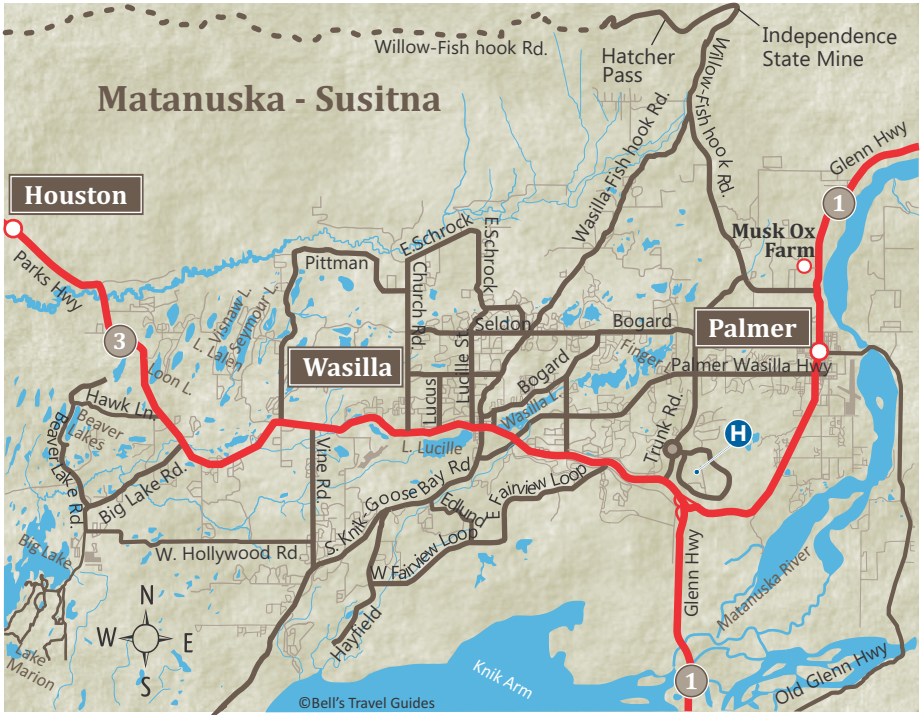 Willow-Fish hook Rd.
Hatcher
Pass
Independence
State Mine
Matanuska - Susitna
Willow-Fish hook Rd.
Wasilla-Fish hook Rd.
Glenn Hwy
1
Houston
Parks Hwy
Musk Ox
Farm
E.Schrock
E.Schrock
Pittman
Church Rd
Visnaw L.
Seymour L.
L. Lalen
3
Seldon
Bogard
Palmer
Lucille St.
Wasilla
Bogard
Finger
Palmer Wasilla Hwy
Loon L.
Lucas
Wasilla L.
Hawk Ln.
Beaver
Lakes
Beaver Lake Rd.
L. Lucille
Trunk Rd.
H
Vine Rd.
Big Lake Rd.
S. Knik-Goose Bay Rd
Edlund
E Fairview Loop
W. Hollywood Rd.
Big Lake
W Fairview Loop
Glenn Hwy
Matanuska River
Hayfield
N
W
E
S
Lake
Marion
Knik Arm
1
Old Glenn Hwy
©Bell's Travel Guides